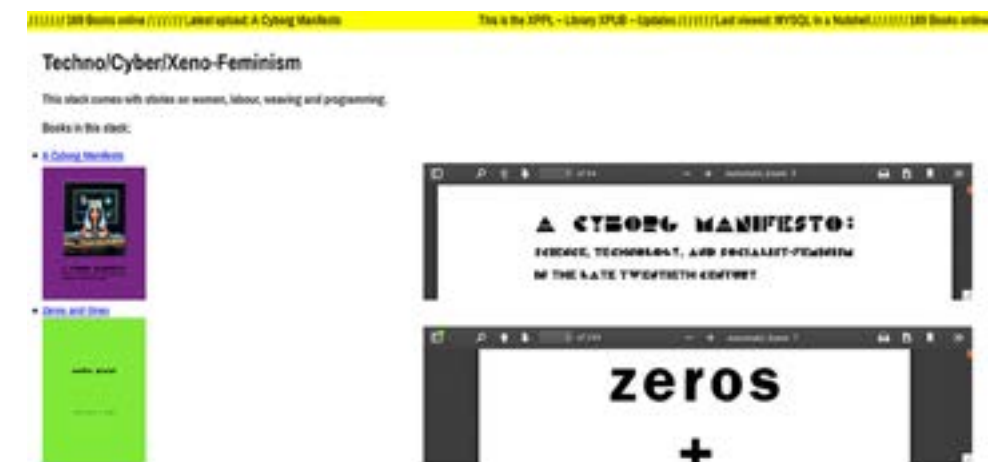 /////// 169 Books online /////// Latest upload: A Cyborg Manifesto
This is the XPPL – Library XPUB – Updates /////// Last viewed: MYSQL in a Nutshell /////// 169 Books online
Techno/Cyber/Xeno-Feminism
This stack comes with stories on women, labour, weaving and programming.
Books in this stack:
A Cyborg Manifesto
A CYBORG MANIFESTO:
SCIENCE, TECHNOLOGY, AND SOCIALIST-FEMINISM
IN THE LATE TWENTIETH CENTURY
Zeros and Ones
zeros
+